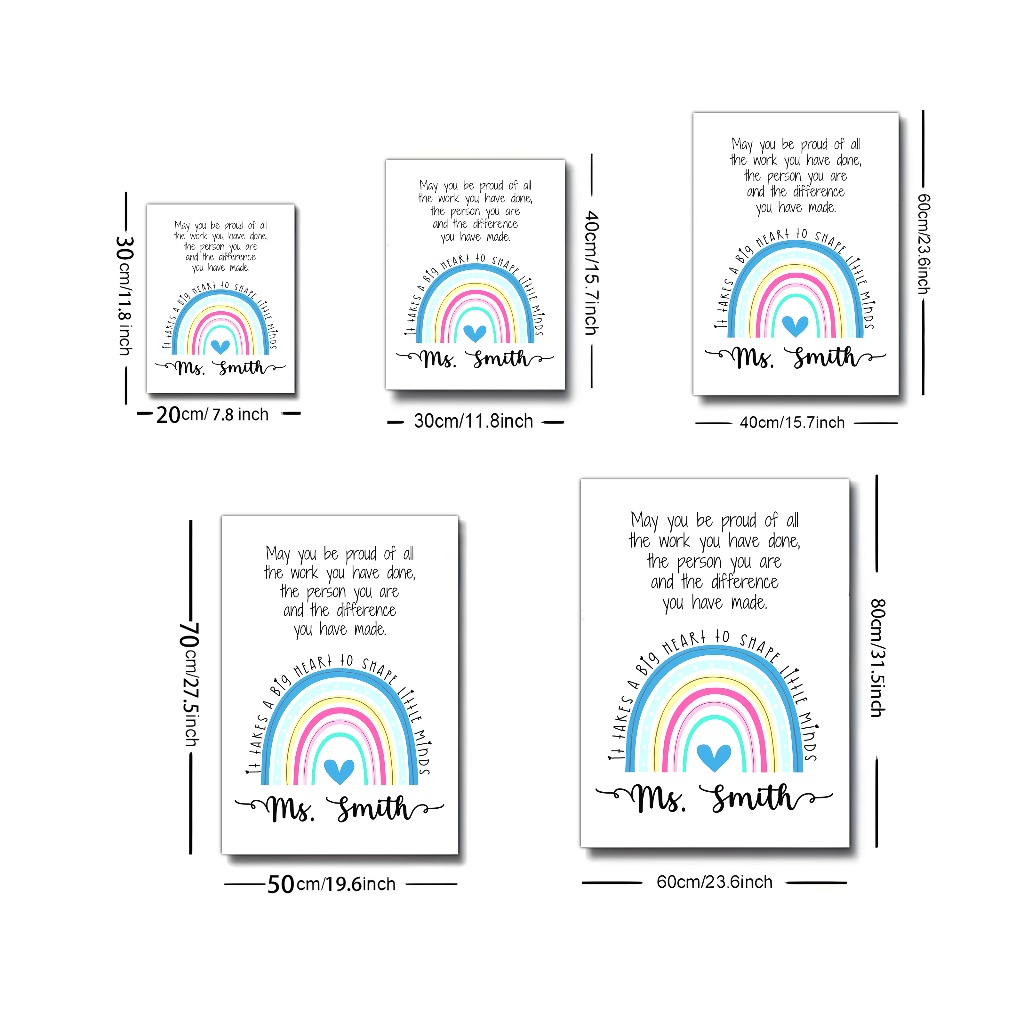 May you be proud of all
the work you have done,
the person you are
and the difference
you have made.
It takes a big heart to shape little minds
Ms. Smith
30cm/11.8 inch
20cm/ 7.8 inch
May you be proud of all
the work you have done,
the person you are
and the difference
you have made.
It takes a big heart to shape little minds
Ms. Smith
40cm/15.7inch
30cm/11.8inch
May you be proud of all
the work you have done,
the person you are
and the difference
you have made.
It takes a big heart to shape little minds
Ms. Smith
60cm/23.6inch
40cm/15.7inch
May you be proud of all
the work you have done,
the person you are
and the difference
you have made.
It takes a big heart to shape little minds
Ms. Smith
70cm/27.5inch
50cm/19.6inch
May you be proud of all
the work you have done,
the person you are
and the difference
you have made.
It takes a big heart to shape little minds
Ms. Smith
80cm/31.5inch
60cm/23.6inch